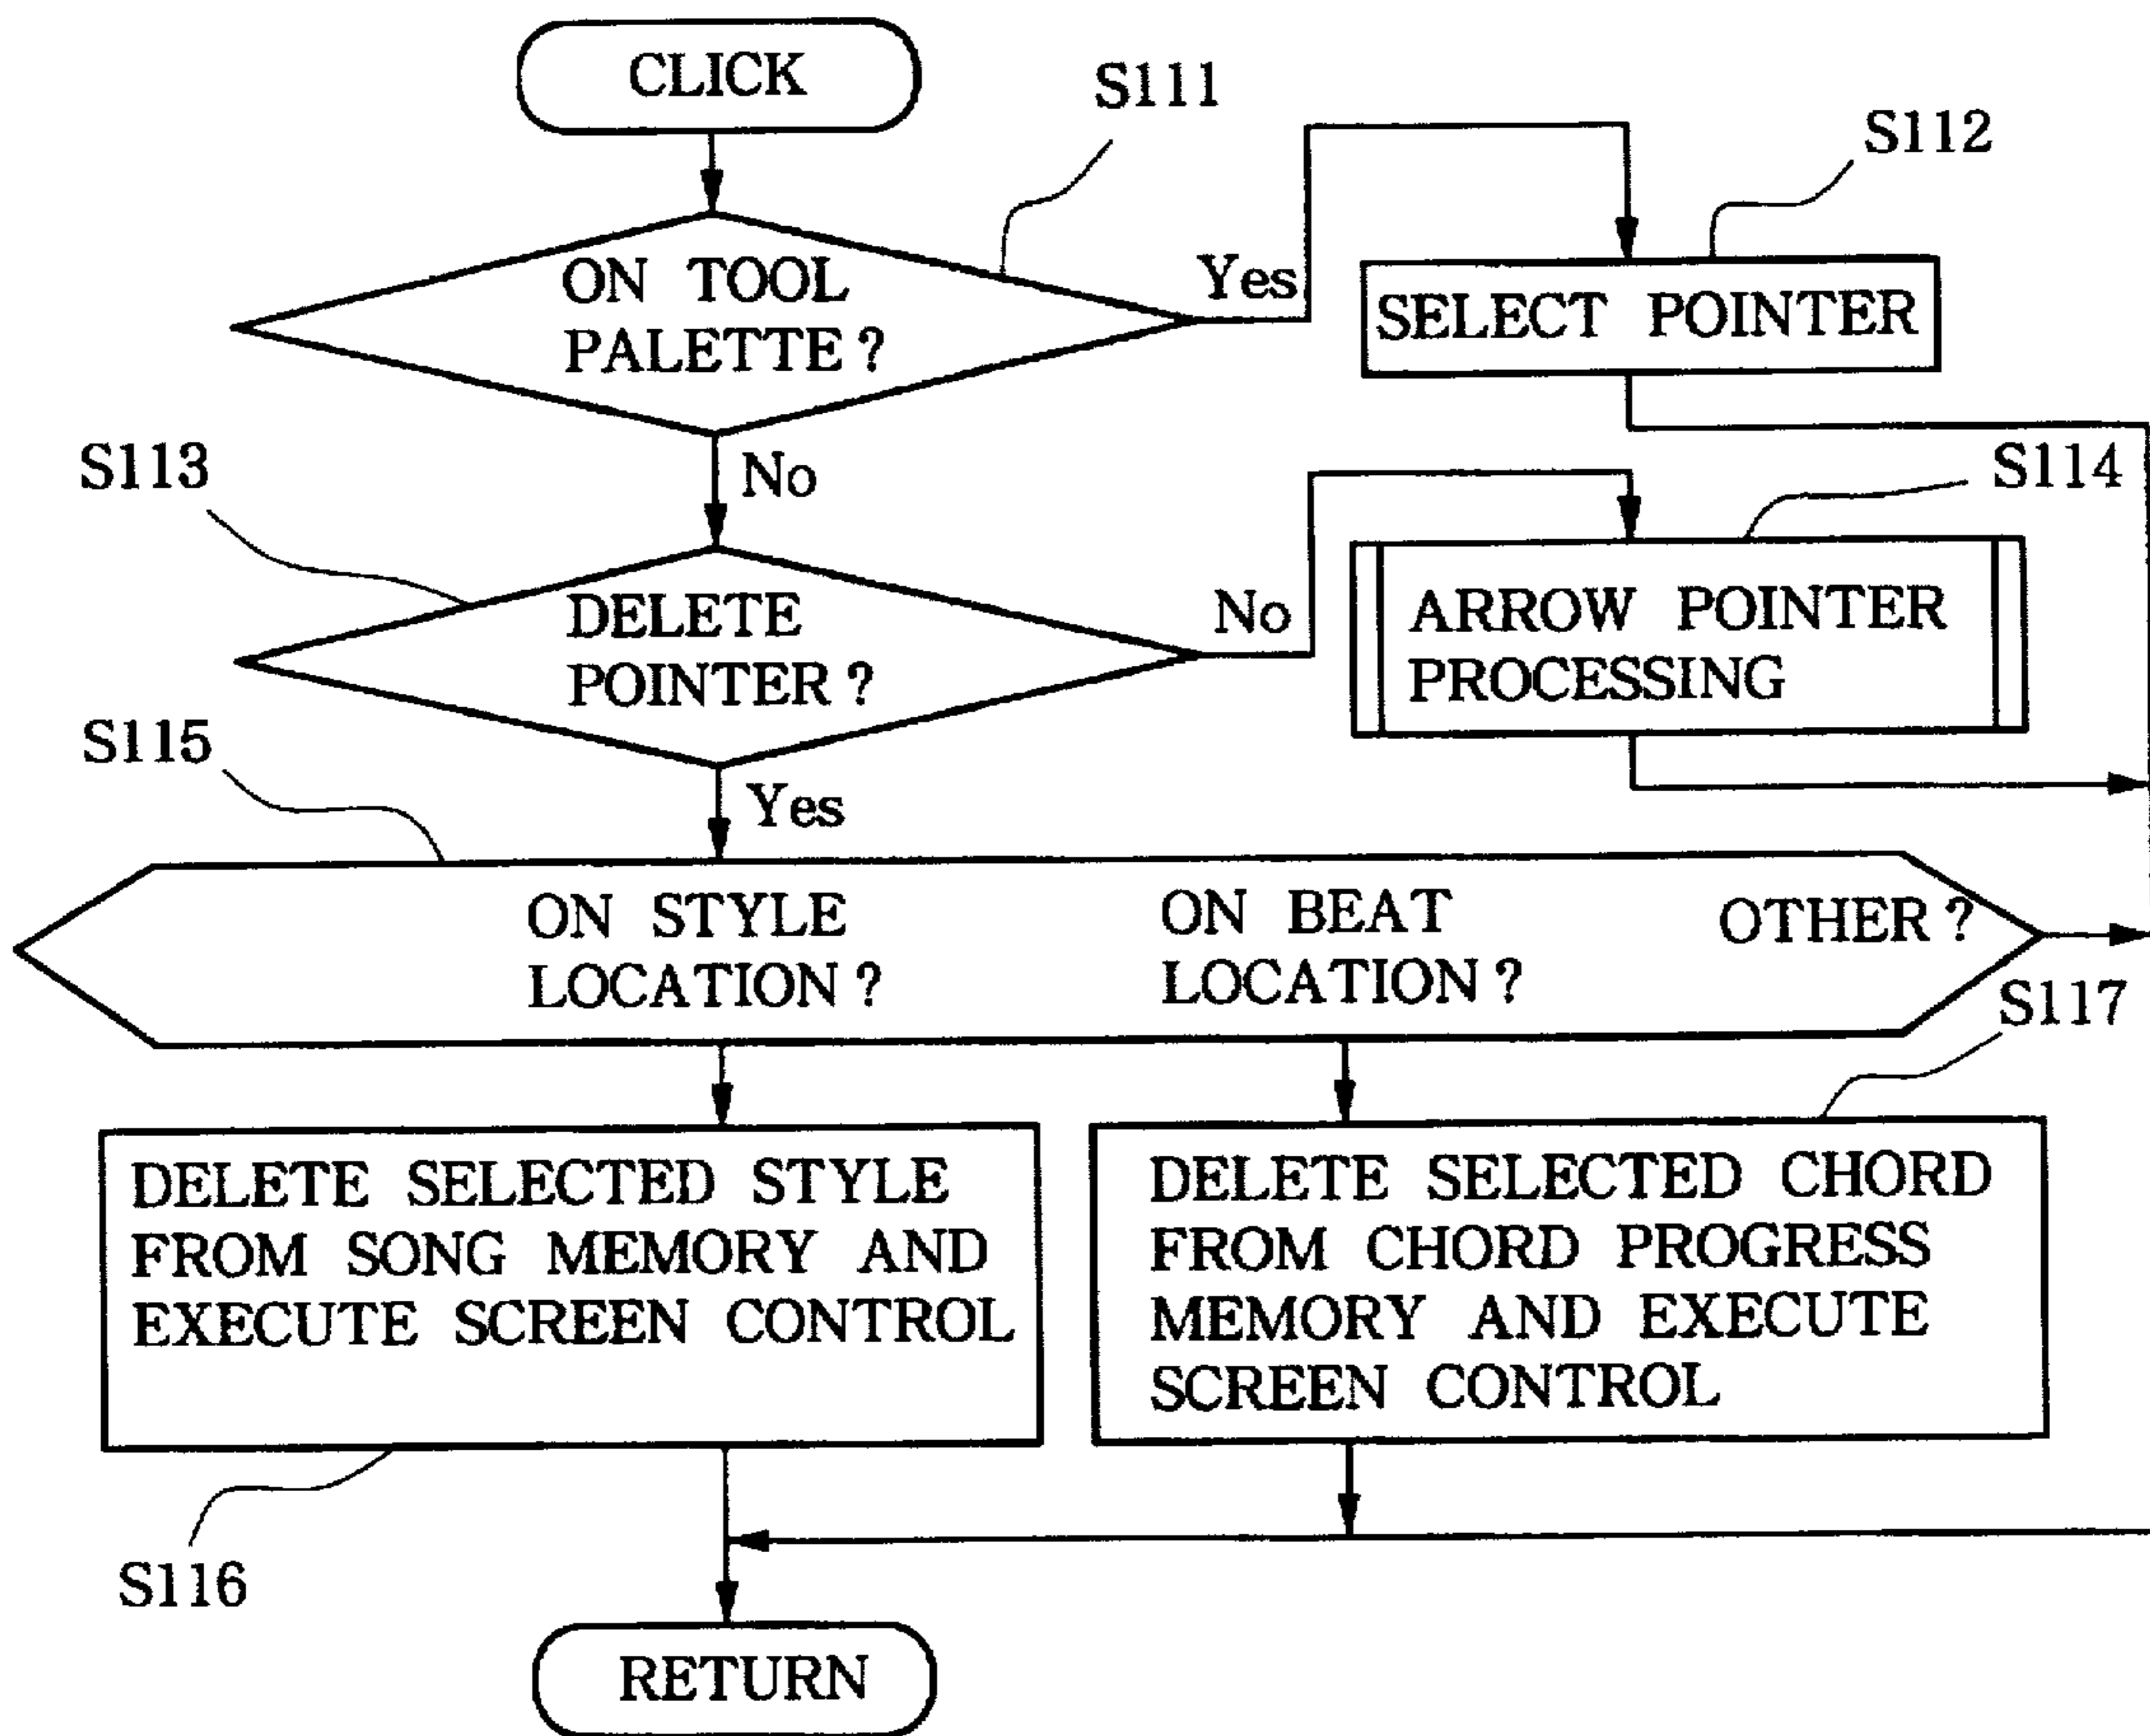 CLICK
S111
S112
ON TOOL
PALETTE?
Yes
SELECT POINTER
S113
No
S114
DELETE
POINTER?
No
ARROW POINTER
PROCESSING
S115
Yes
ON STYLE
LOCATION?
ON BEAT
LOCATION?
OTHER?
S117
DELETE SELECTED STYLE
FROM SONG MEMORY AND
EXECUTE SCREEN CONTROL
DELETE SELECTED CHORD
FROM CHORD PROGRESS
MEMORY AND EXECUTE
SCREEN CONTROL
S116
RETURN